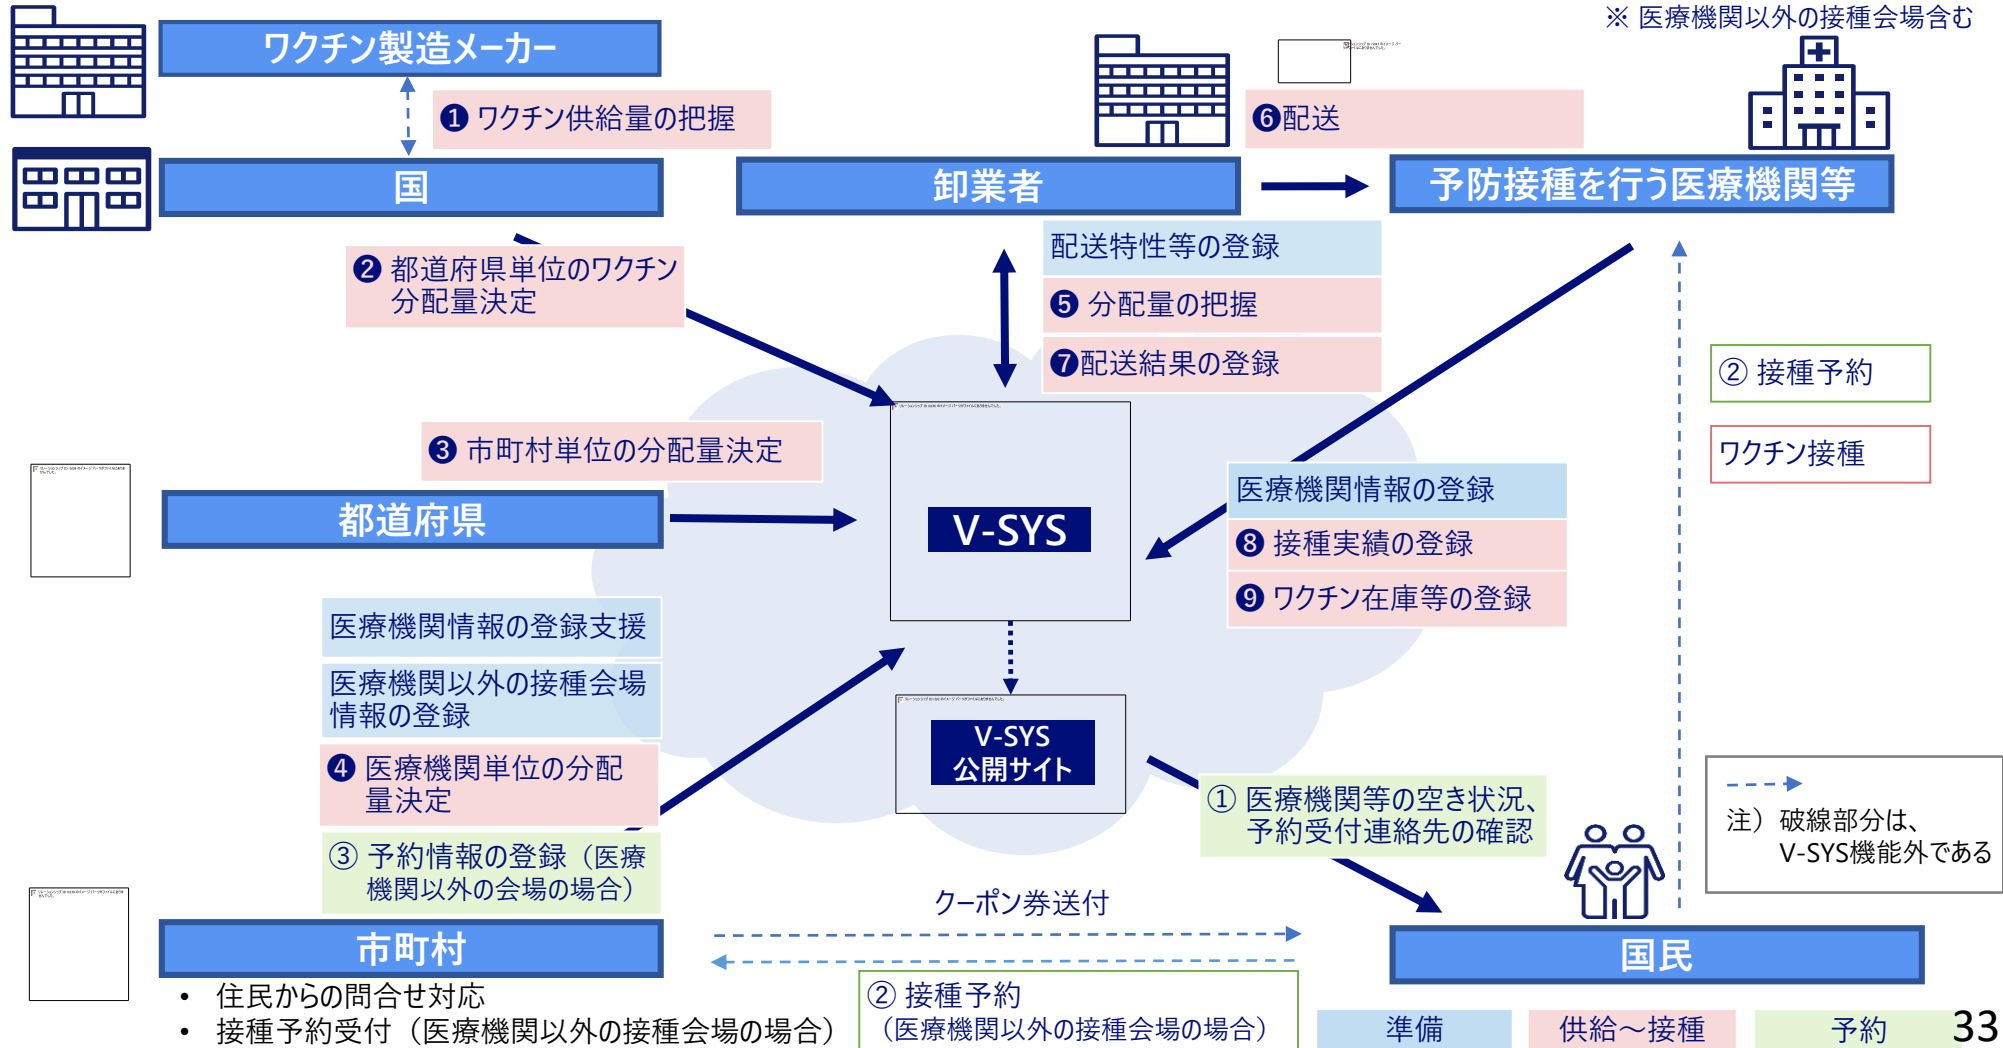 ※ 医療機関以外の接種会場含む
ワクチン製造メーカー
❶ ワクチン供給量の把握
❻配送
国
卸業者
予防接種を行う医療機関等
❷ 都道府県単位のワクチン
分配量決定
配送特性等の登録
❺ 分配量の把握
❼配送結果の登録
② 接種予約
ワクチン接種
❸ 市町村単位の分配量決定
都道府県
V-SYS
医療機関情報の登録
❽ 接種実績の登録
❾ ワクチン在庫等の登録
医療機関情報の登録支援
医療機関以外の接種会場
情報の登録
❹ 医療機関単位の分配
量決定
③ 予約情報の登録（医療
機関以外の会場の場合）
V-SYS
公開サイト
① 医療機関等の空き状況、
予約受付連絡先の確認
注） 破線部分は、
V-SYS機能外である
クーポン券送付
市町村
国民
• 住民からの問合せ対応
• 接種予約受付（医療機関以外の接種会場の場合）
② 接種予約
（医療機関以外の接種会場の場合）
準備
供給～接種
予約
33